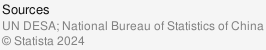 Sources
UN DESA; National Bureau of Statistics of China
© Statista 2024